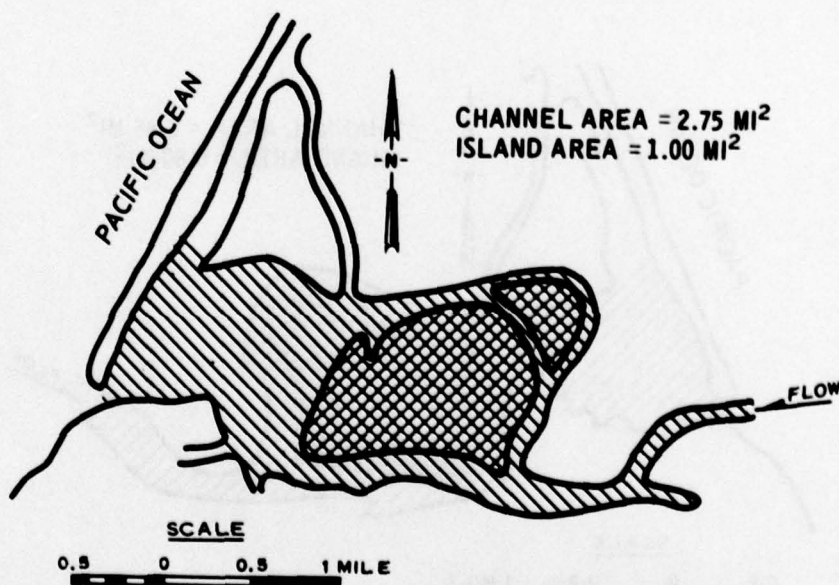 PACIFIC OCEAN
-N-
CHANNEL AREA = 2.75 MI²
ISLAND AREA = 1.00 MI²
FLOW
SCALE
0.5 0 0.5 1 MILE